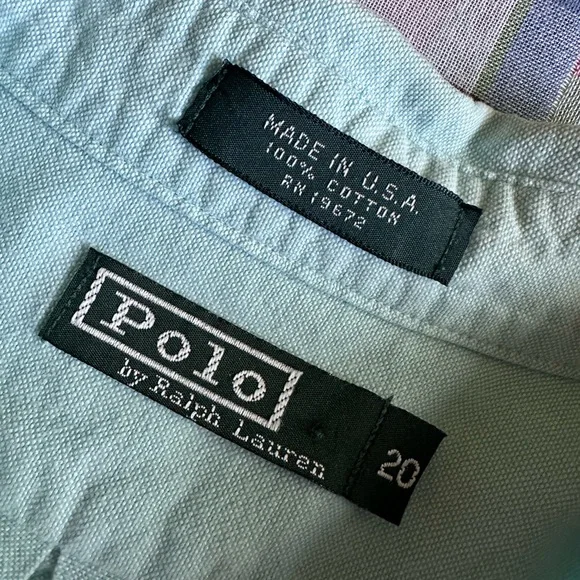 MADE IN U.S.A.
100% COTTON
RN 19672
Polo
by Ralph Lauren
20